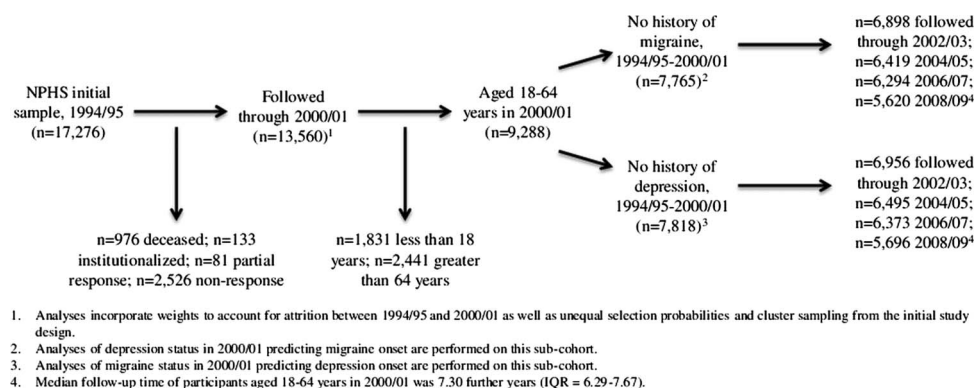 NPHS initial
sample, 1994/95
(n=17,276)
Followed
through 2000/01
(n=13,560)1
Aged 18-64
years in 2000/01
(n=9,288)
No history of
migraine,
1994/95-2000/01
(n=7,765)2
n=6,898 followed
through 2002/03;
n=6,419 2004/05;
n=6,294 2006/07;
n=5,620 2008/094
No history of
depression,
1994/95-2000/01
(n=7,818)3
n=6,956 followed
through 2002/03;
n=6,495 2004/05;
n=6,373 2006/07;
n=5,696 2008/094
n=976 deceased; n=133
institutionalized; n=81 partial
response; n=2,526 non-response
n=1,831 less than 18
years; n=2,441 greater
than 64 years
1. Analyses incorporate weights to account for attrition between 1994/95 and 2000/01 as well as unequal selection probabilities and cluster sampling from the initial study
design.
2. Analyses of depression status in 2000/01 predicting migraine onset are performed on this sub-cohort.
3. Analyses of migraine status in 2000/01 predicting depression onset are performed on this sub-cohort.
4. Median follow-up time of participants aged 18-64 years in 2000/01 was 7.30 further years (IQR = 6.29-7.67).